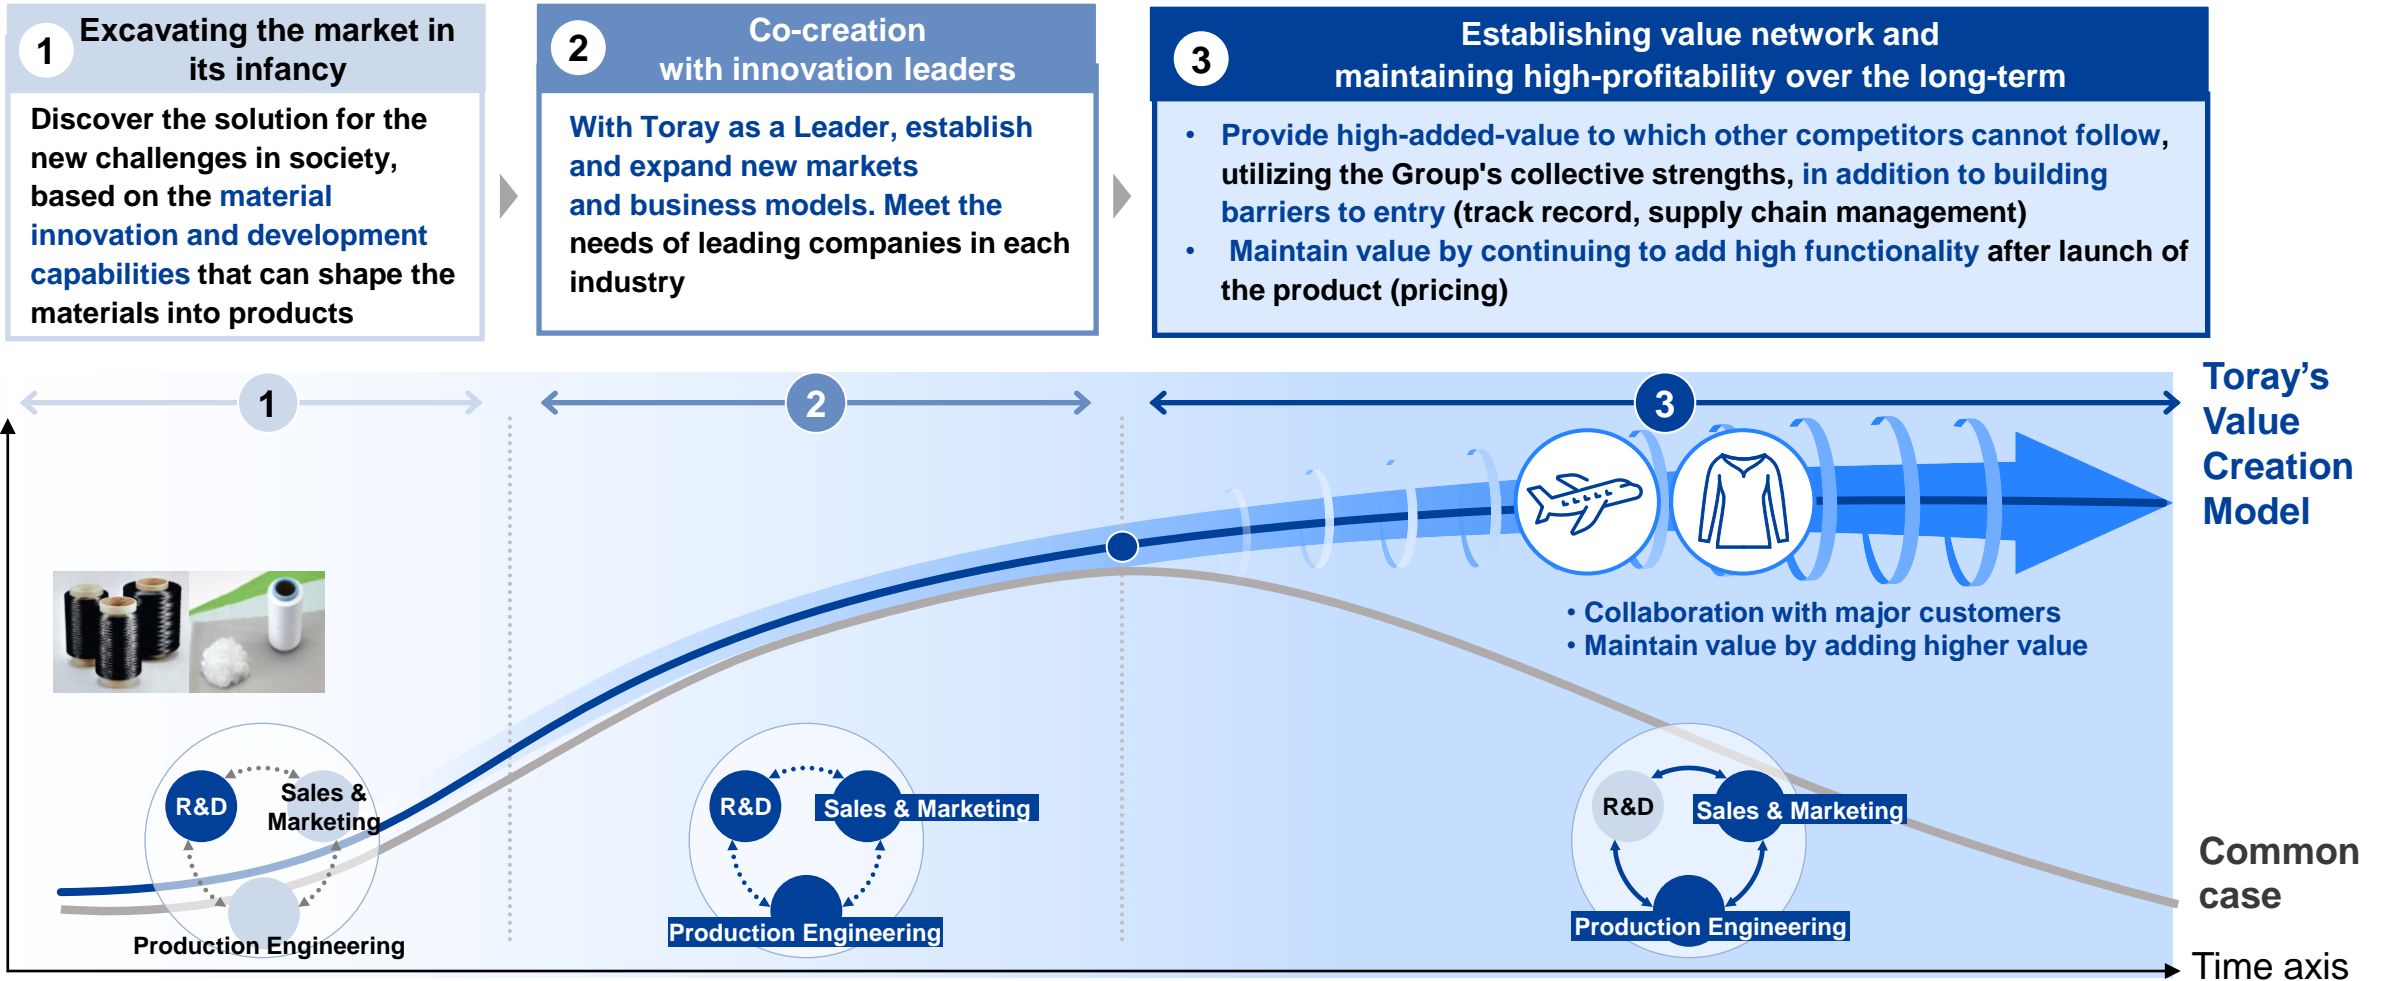 1
Excavating the market in
its infancy
Discover the solution for the
new challenges in society,
based on the material
innovation and development
capabilities that can shape the
materials into products
2
Co-creation
with innovation leaders
With Toray as a Leader, establish
and expand new markets
and business models. Meet the
needs of leading companies in each
industry
3
Establishing value network and
maintaining high-profitability over the long-term
• Provide high-added-value to which other competitors cannot follow,
utilizing the Group's collective strengths, in addition to building
barriers to entry (track record, supply chain management)
• Maintain value by continuing to add high functionality after launch of
the product (pricing)
1
2
3
Toray’s
Value
Creation
Model
• Collaboration with major customers
• Maintain value by adding higher value
R&D
Sales &
Marketing
Production Engineering
R&D
Sales & Marketing
Production Engineering
R&D
Sales & Marketing
Production Engineering
Common
case
Time axis